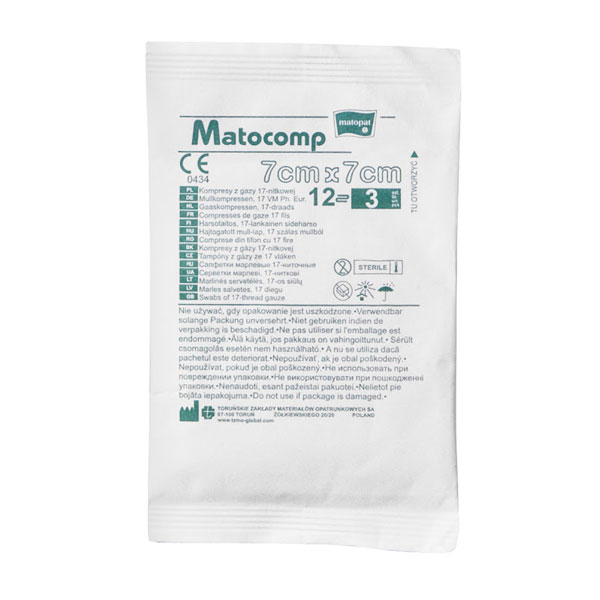 matopat
Matocomp
CE
0434
7cm x 7cm
12= 3
TU OTWORZYĆ
PL Kompresy z gazy 17-nitkowej
DE Mullkompressen, 17 VM Ph. Eur.
NL Gaaskompressen, 17-draads
FR Compresses de gaze 17 fils
FI Harsotaitos, 17-lankainen sideharso
HU Hajtogatott mull-lap, 17 szálas mullból
RO Comprese din tifon cu 17 fire
SK Kompresy z gázy 17-nitkovej
CZ Tampóny z gázy ze 17 vláken
RU Салфетки марлевые 17-ниточные
UA Серветки марлеві, 17-ниткові
LT Marlinės servetėlės, 17-os siūlų
LV Marles salvetes, 17 diegu
GB Swabs of 17-thread gauze
STERILE
Nie używać, gdy opakowanie jest uszkodzone.•Verwendbar
solange Packung unversehrt.•Niet gebruiken indien de
verpakking is beschadigd.•Ne pas utiliser si l'emballage est
endommagé.•Älä käytä, jos pakkaus on vahingoittunut.• Sérült
csomagolás esetén nem használható.• A nu se utiliza dacă
pachetul este deteriorat.•Nepoužívať, ak je obal poškodený.•
Nepoužívat, pokud je obal poškozený.•Не использовать при
повреждении упаковки.•Не використовувати при пошкодженні
упаковки.•Nenaudoti, esant pažeistai pakuotei.•Nelietot pie
bojāta iepakojuma.•Do not use if package is damaged.•
TORUŃSKIE ZAKŁADY MATERIAŁÓW OPATRUNKOWYCH SA
87-100 TORUŃ ŻÓŁKIEWSKIEGO 20/26 POLAND
www.tzmo-global.com